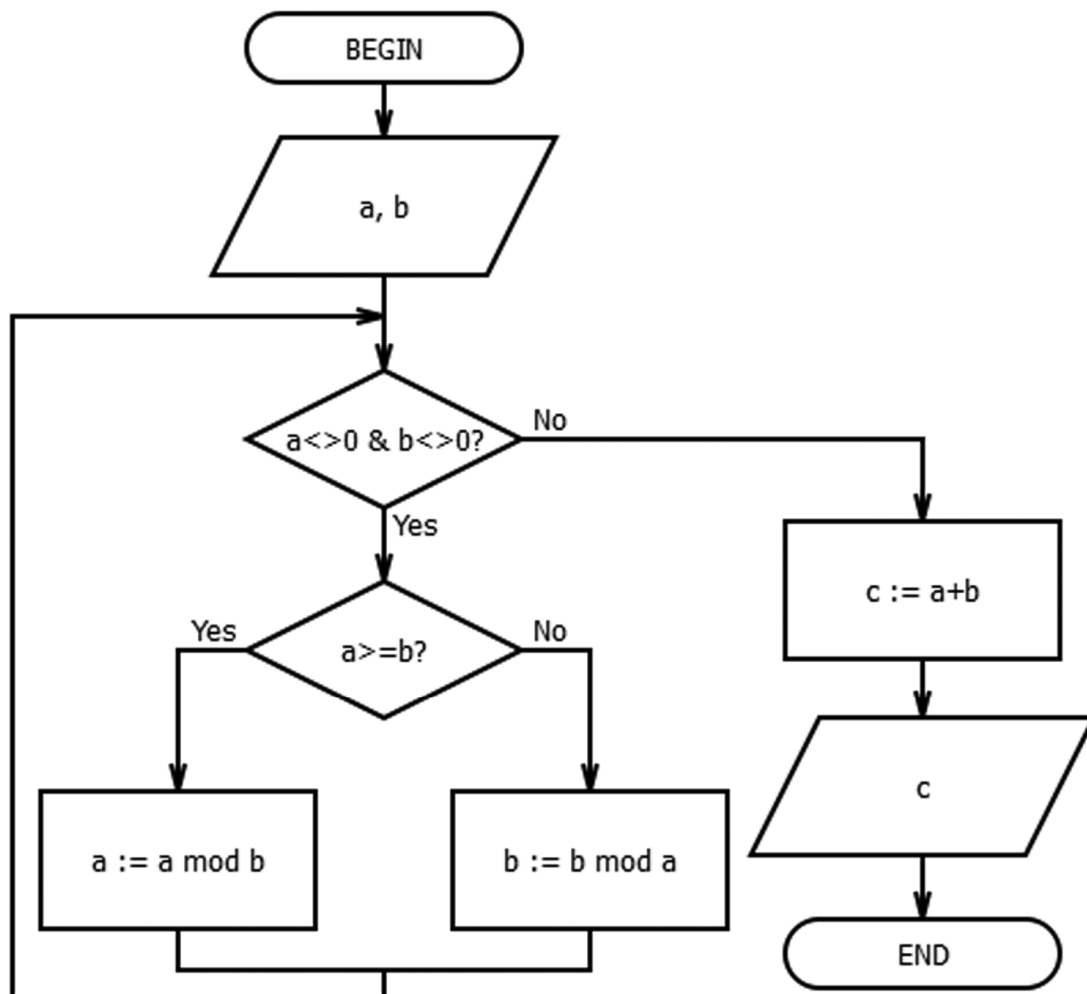 BEGIN
a, b
a<>0 & b<>0?
No
Yes
c := a+b
a>=b?
Yes
No
c
a := a mod b
b := b mod a
END